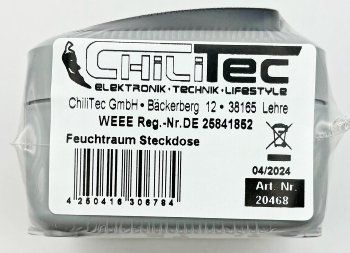 CHiLiTEC
ELEKTRONIK • TECHNIK • LIFESTYLE
ChiliTec GmbH • Bäckerberg 12 • 38165 Lehre
WEEE Reg.-Nr.DE 25841852
Feuchtraum Steckdose
04/2024
Art. Nr.
20468
4 250416 306784